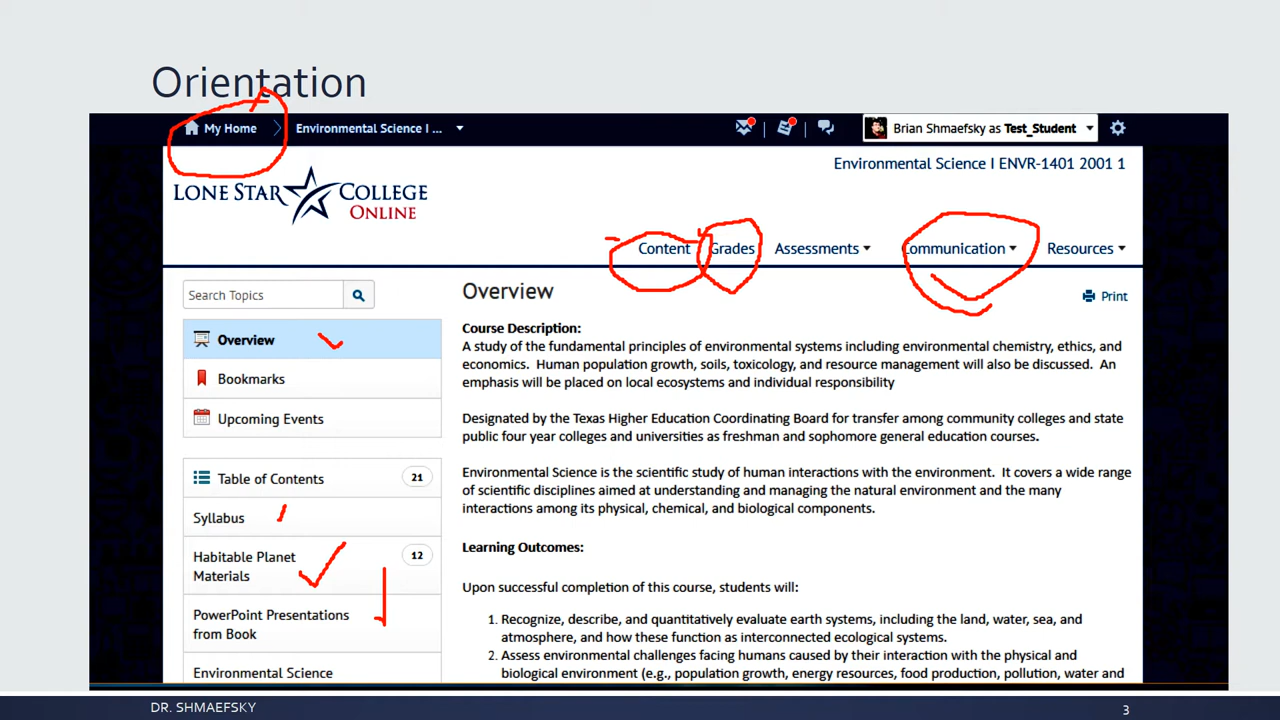 Orientation
My Home
Environmental Science I ...
Brian Shmaefsky as Test_Student
Environmental Science I ENVR-1401 2001 1
LONE STAR COLLEGE
ONLINE
Content
Grades
Assessments
Communication
Resources
Search Topics
Overview
Print
Overview
Bookmarks
Upcoming Events
Table of Contents 21
Syllabus
Habitable Planet 12
Materials
PowerPoint Presentations
from Book
Environmental Science
Course Description:
A study of the fundamental principles of environmental systems including environmental chemistry, ethics, and
economics. Human population growth, soils, toxicology, and resource management will also be discussed. An
emphasis will be placed on local ecosystems and individual responsibility
Designated by the Texas Higher Education Coordinating Board for transfer among community colleges and state
public four year colleges and universities as freshman and sophomore general education courses.
Environmental Science is the scientific study of human interactions with the environment. It covers a wide range
of scientific disciplines aimed at understanding and managing the natural environment and the many
interactions among its physical, chemical, and biological components.
Learning Outcomes:
Upon successful completion of this course, students will:
1. Recognize, describe, and quantitatively evaluate earth systems, including the land, water, sea, and
atmosphere, and how these function as interconnected ecological systems.
2. Assess environmental challenges facing humans caused by their interaction with the physical and
biological environment (e.g., population growth, energy resources, food production, pollution, water and
DR. SHMAEFSKY
3